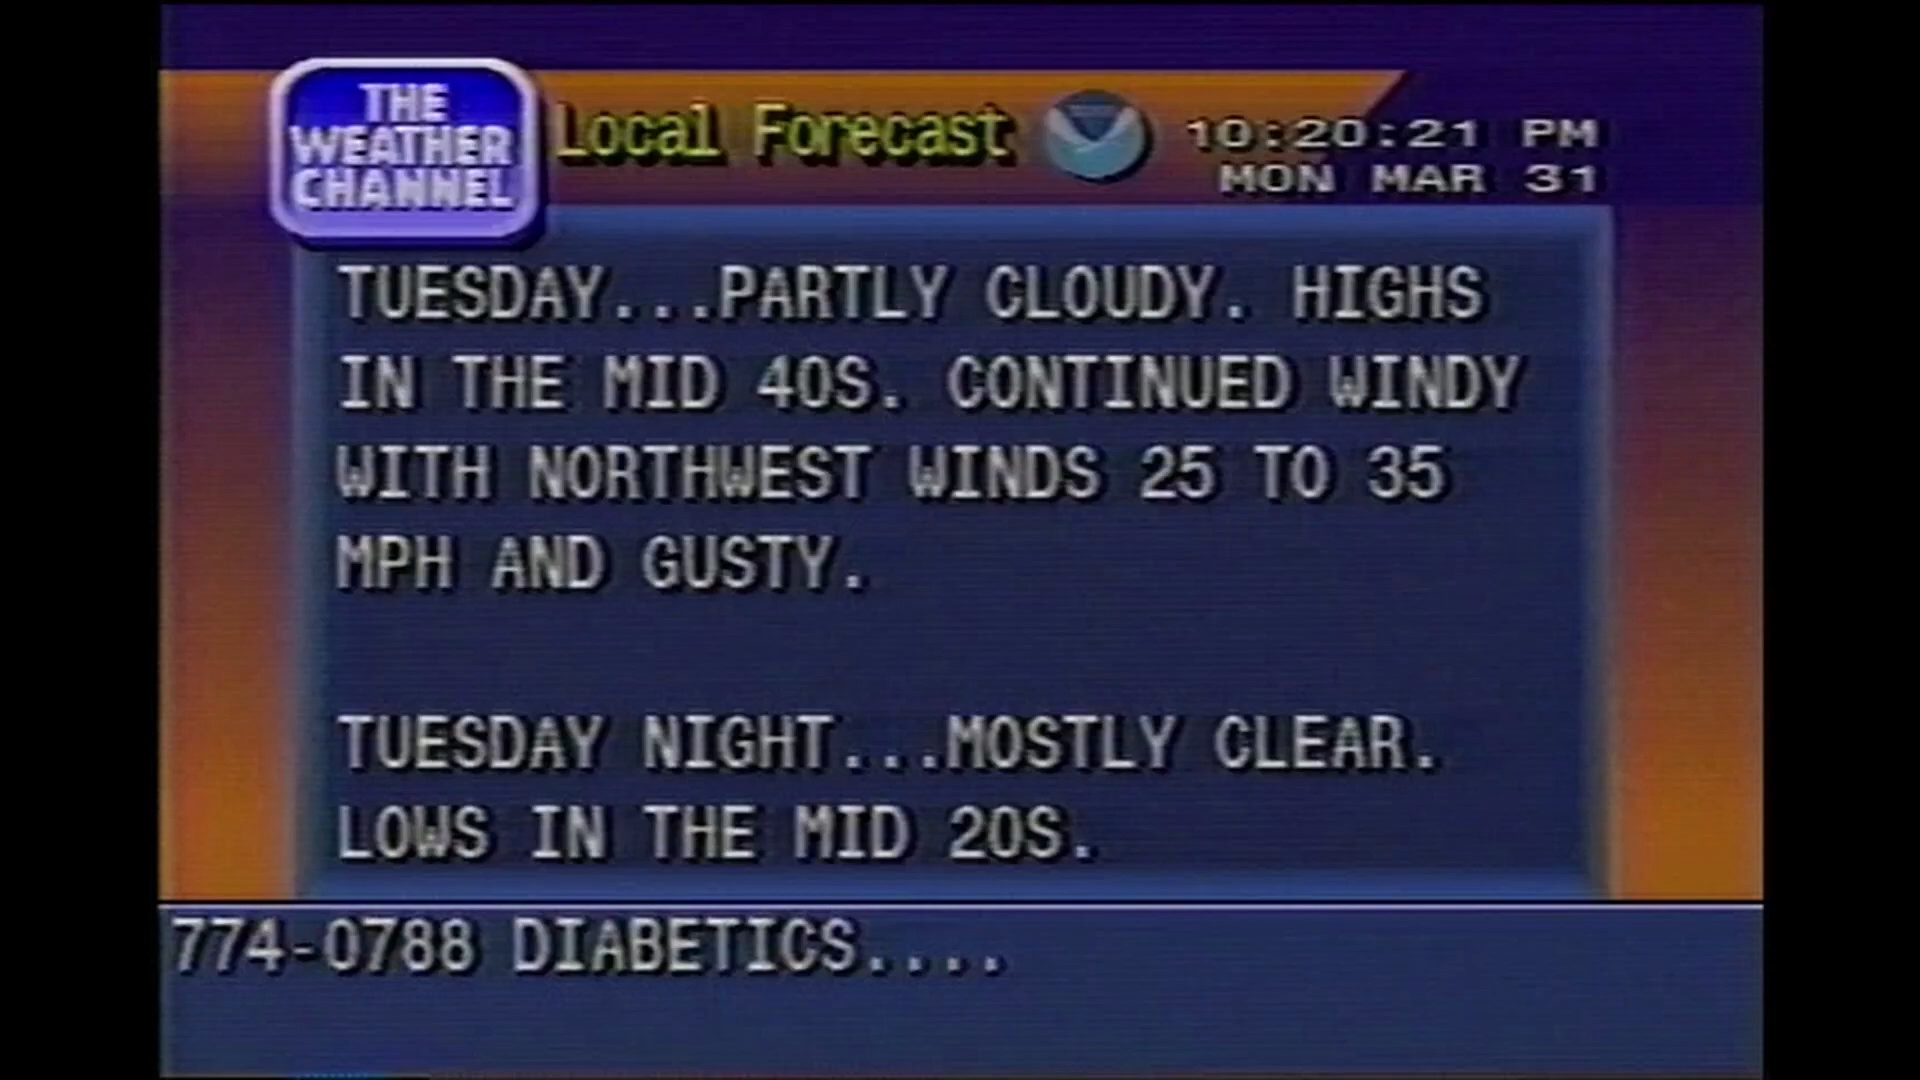 THE
WEATHER
CHANNEL
Local Forecast
10:20:21 PM
MON MAR 31
TUESDAY...PARTLY CLOUDY. HIGHS
IN THE MID 40S. CONTINUED WINDY
WITH NORTHWEST WINDS 25 TO 35
MPH AND GUSTY.
TUESDAY NIGHT...MOSTLY CLEAR.
LOWS IN THE MID 20S.
774-0788 DIABETICS....